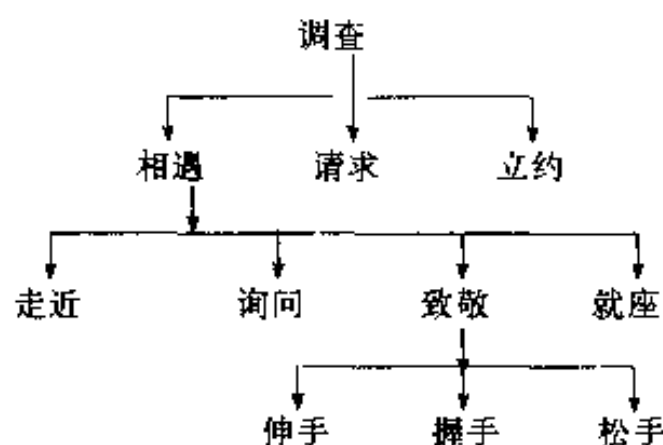 调查
相遇 请求 立约
走近 询问 致敬 就座
伸手 握手 松手